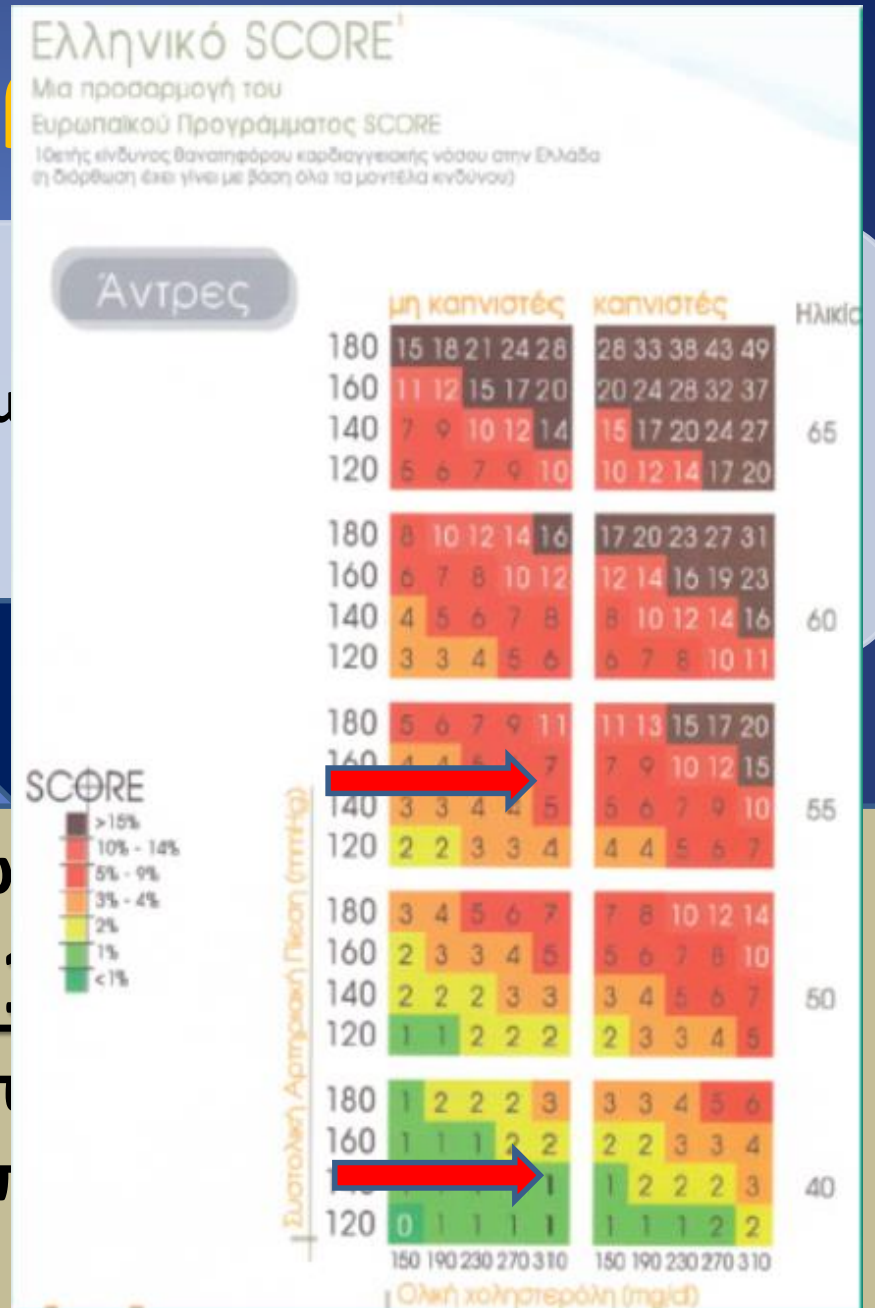 Ελληνικό SCORE¹
Μια προσαρμογή του
Ευρωπαϊκού Προγράμματος SCORE
10ετής κίνδυνος θανατηφόρου καρδιαγγειακής νόσου στην Ελλάδα
(η διόρθωση έχει γίνει με βάση όλα τα μοντέλα κινδύνου)
Άντρες
μη καπνιστές καπνιστές Ηλικία
180 15 18 21 24 28 28 33 38 43 49
160 11 12 15 17 20 20 24 28 32 37
140 7 9 10 12 14 15 17 20 24 27 65
120 5 6 7 9 10 10 12 14 17 20
180 8 10 12 14 16 17 20 23 27 31
160 6 7 8 10 12 12 14 16 19 23
140 4 5 6 7 8 8 10 12 14 16 60
120 3 3 4 5 6 6 7 8 10 11
180 5 6 7 9 11 11 13 15 17 20
160 4 4 5 7 7 9 10 12 15
140 3 3 4 4 5 5 6 7 9 10 55
120 2 2 3 3 4 4 4 5 6 7
180 3 4 5 6 7 7 8 10 12 14
160 2 3 3 4 5 5 6 7 8 10
140 2 2 2 3 3 3 4 5 6 7 50
120 1 1 2 2 2 2 3 3 4 5
180 1 2 2 2 3 3 3 4 5 6
160 1 1 1 2 2 2 2 3 3 4
1 1 2 2 2 3 40
120 0 1 1 1 1 1 1 1 2 2
150 190 230 270 310 150 190 230 270 310
Ολική χοληστερόλη (mg/dl)
Συστολική Αρτηριακή Πίεση (mmHg)
SCORE
>15%
10% - 14%
5% - 9%
3% - 4%
2%
1%
<1%